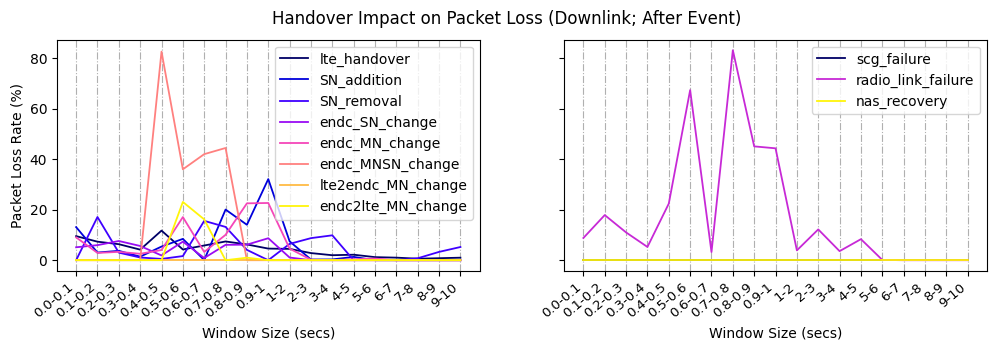 Handover Impact on Packet Loss (Downlink; After Event)
Packet Loss Rate (%)
80
60
40
20
0
lte_handover
SN_addition
SN_removal
endc_SN_change
endc_MN_change
endc_MNSN_change
lte2endc_MN_change
endc2lte_MN_change
0.0-0.1
0.1-0.2
0.2-0.3
0.3-0.4
0.4-0.5
0.5-0.6
0.6-0.7
0.7-0.8
0.8-0.9
0.9-1
1-2
2-3
3-4
4-5
5-6
6-7
7-8
8-9
9-10
Window Size (secs)
scg_failure
radio_link_failure
nas_recovery
0.0-0.1
0.1-0.2
0.2-0.3
0.3-0.4
0.4-0.5
0.5-0.6
0.6-0.7
0.7-0.8
0.8-0.9
0.9-1
1-2
2-3
3-4
4-5
5-6
6-7
7-8
8-9
9-10
Window Size (secs)